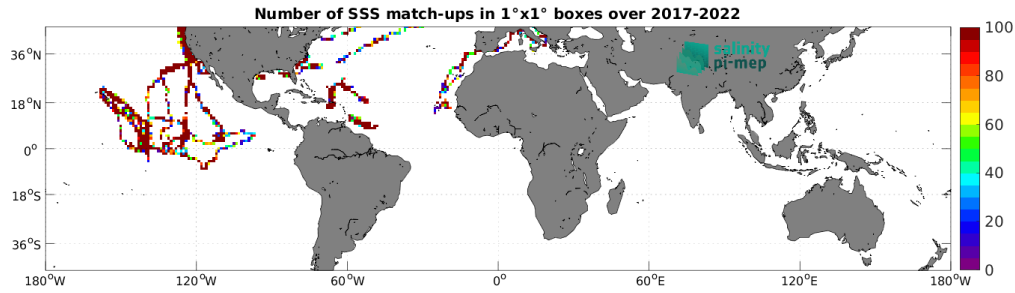 Number of SSS match-ups in 1°x1° boxes over 2017-2022
salinity
pi-mep
36°N
18°N
0°
18°S
36°S
180°W
120°W
60°W
0°
60°E
120°E
180°W
100
80
60
40
20
0